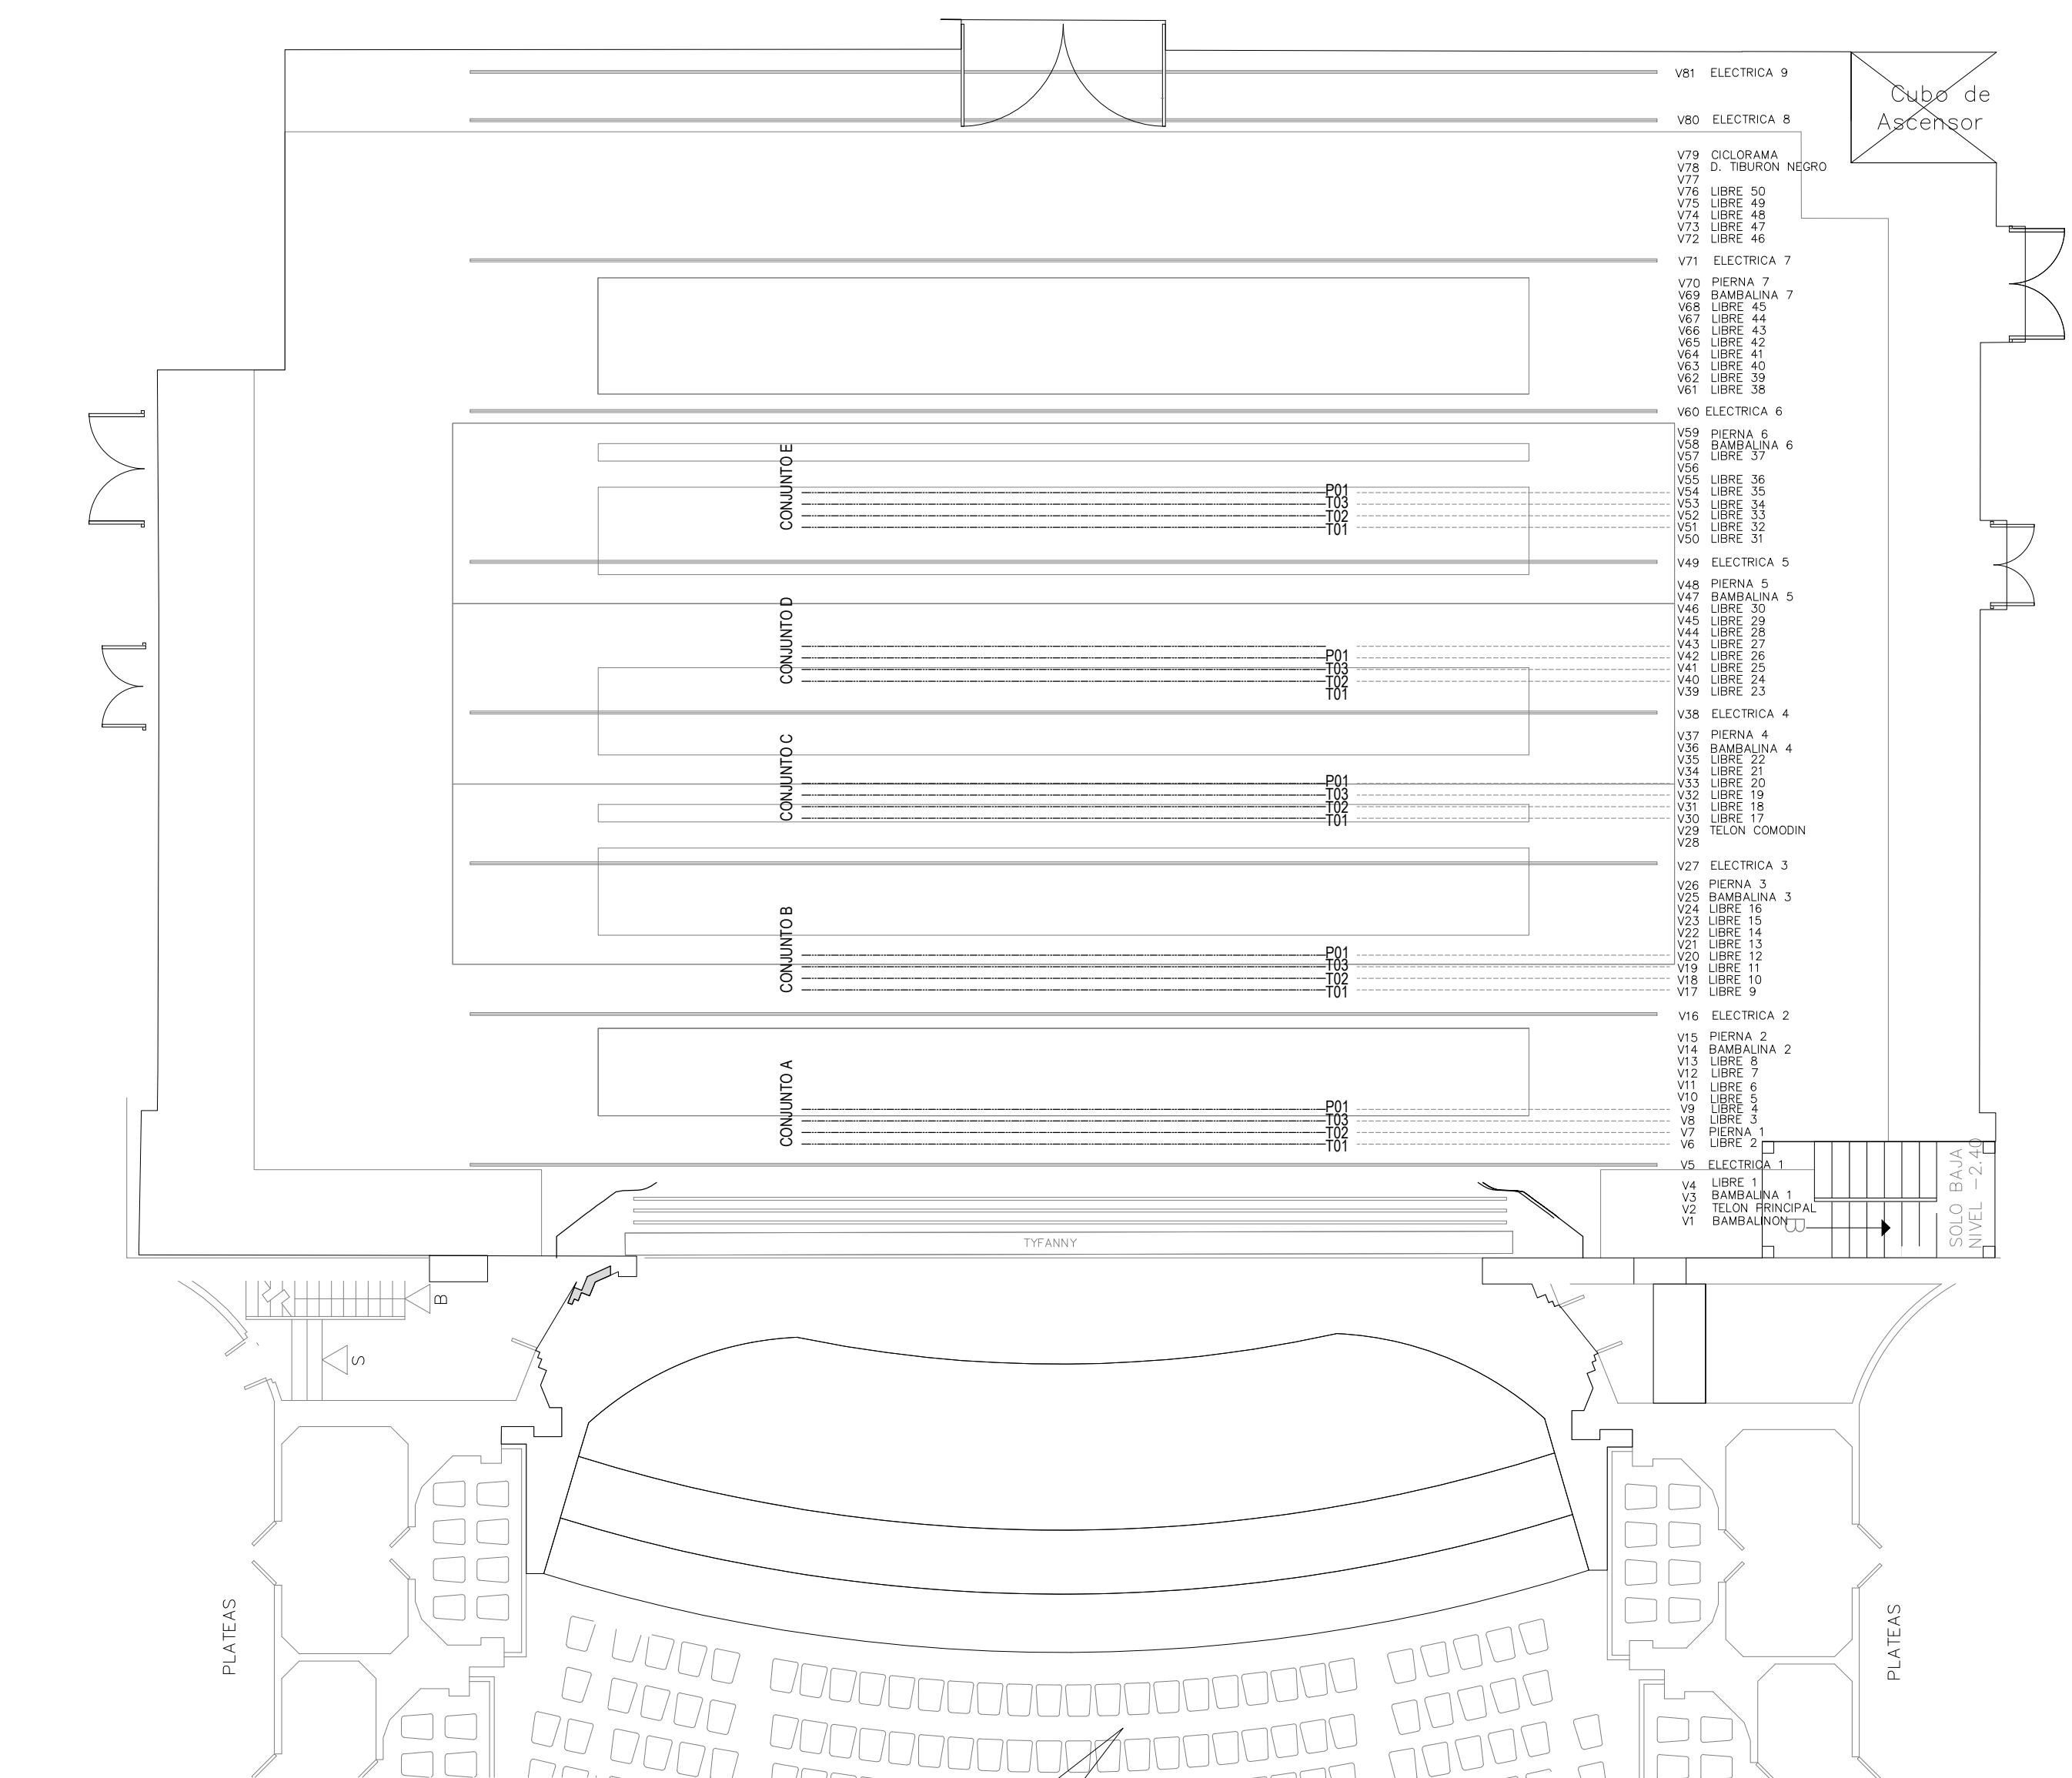 V81 ELECTRICA 9
Cubo de
Ascensor
V80 ELECTRICA 8
V79 CICLORAMA
V78 D. TIBURON NEGRO
V77
V76 LIBRE 50
V75 LIBRE 49
V74 LIBRE 48
V73 LIBRE 47
V72 LIBRE 46
V71 ELECTRICA 7
V70 PIERNA 7
V69 BAMBALINA 7
V68 LIBRE 45
V67 LIBRE 44
V66 LIBRE 43
V65 LIBRE 42
V64 LIBRE 41
V63 LIBRE 40
V62 LIBRE 39
V61 LIBRE 38
V60 ELECTRICA 6
V59 PIERNA 6
V58 BAMBALINA 6
V57 LIBRE 37
V56
V55 LIBRE 36
V54 LIBRE 35
V53 LIBRE 34
V52 LIBRE 33
V51 LIBRE 32
V50 LIBRE 31
CONJUNTO E
P01
T03
T02
T01
V49 ELECTRICA 5
V48 PIERNA 5
V47 BAMBALINA 5
V46 LIBRE 30
V45 LIBRE 29
V44 LIBRE 28
V43 LIBRE 27
V42 LIBRE 26
V41 LIBRE 25
V40 LIBRE 24
V39 LIBRE 23
CONJUNTO D
P01
T03
T02
T01
V38 ELECTRICA 4
V37 PIERNA 4
V36 BAMBALINA 4
V35 LIBRE 22
V34 LIBRE 21
V33 LIBRE 20
V32 LIBRE 19
V31 LIBRE 18
V30 LIBRE 17
V29 TELON COMODIN
V28
CONJUNTO C
P01
T03
T02
T01
V27 ELECTRICA 3
V26 PIERNA 3
V25 BAMBALINA 3
V24 LIBRE 16
V23 LIBRE 15
V22 LIBRE 14
V21 LIBRE 13
V20 LIBRE 12
V19 LIBRE 11
V18 LIBRE 10
V17 LIBRE 9
CONJUNTO B
P01
T03
T02
T01
V16 ELECTRICA 2
V15 PIERNA 2
V14 BAMBALINA 2
V13 LIBRE 8
V12 LIBRE 7
V11 LIBRE 6
V10 LIBRE 5
V9 LIBRE 4
V8 LIBRE 3
V7 PIERNA 1
V6 LIBRE 2
CONJUNTO A
P01
T03
T02
T01
V5 ELECTRICA 1
V4 LIBRE 1
V3 BAMBALINA 1
V2 TELON PRINCIPAL
V1 BAMBALINON
B
SOLO BAJA
NIVEL -2.40
TYFANNY
B
S
PLATEAS
PLATEAS